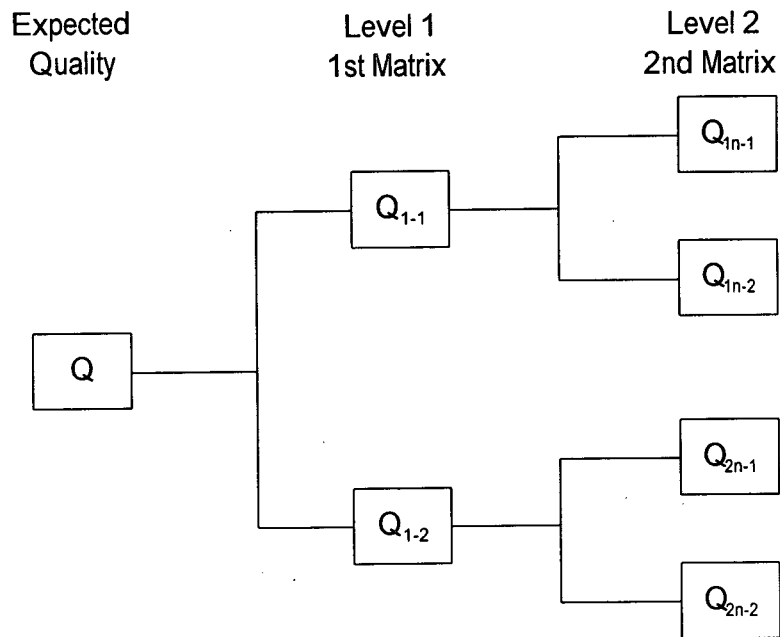 Expected
Quality
Level 1
1st Matrix
Level 2
2nd Matrix
Q1n-1
Q1-1
Q1n-2
Q
Q2n-1
Q1-2
Q2n-2